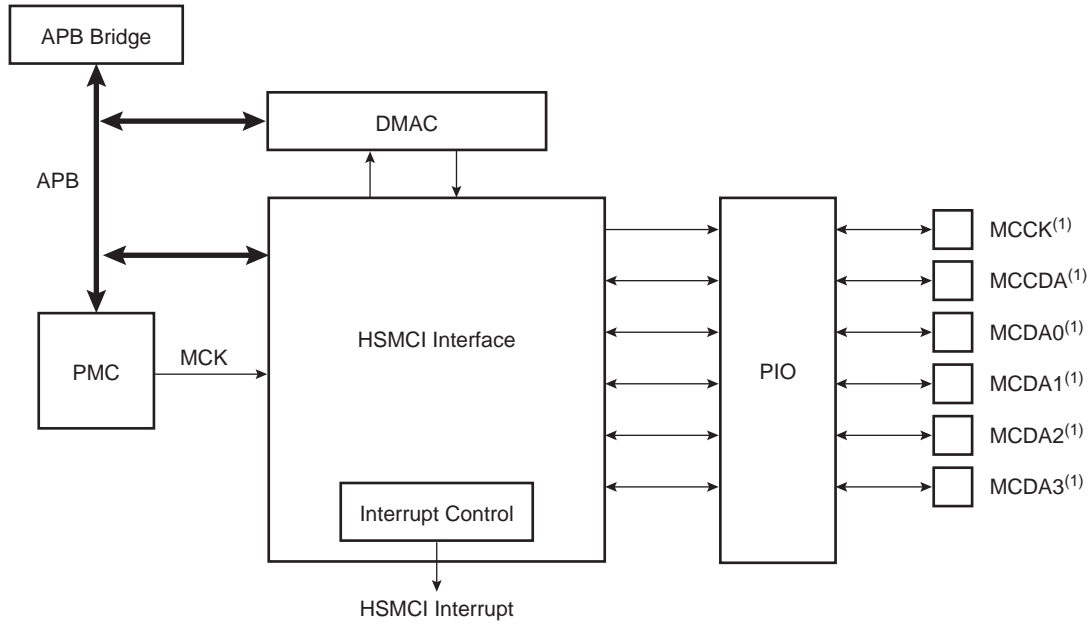 APB Bridge
DMAC
APB
MCCK(1)
MCCDA(1)
HSMCI Interface
MCDA0(1)
MCK
PMC
PIO
MCDA1(1)
MCDA2(1)
MCDA3(1)
Interrupt Control
HSMCI Interrupt